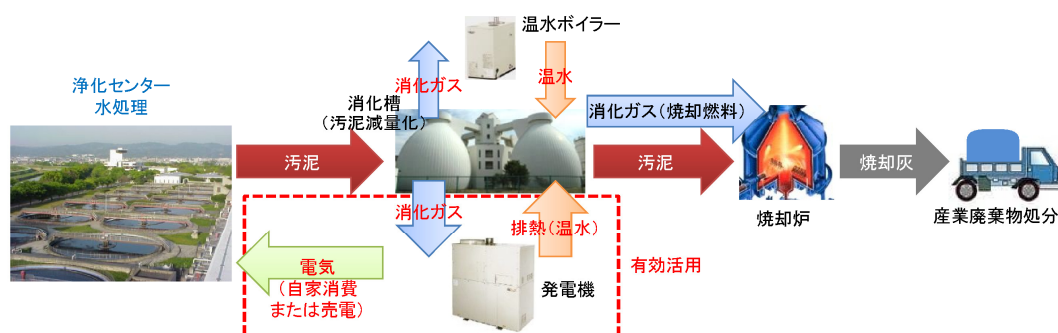 温水ボイラー
浄化センター
水処理
消化ガス
温水
消化槽
（汚泥減量化）
消化ガス（焼却燃料）
汚泥
汚泥
焼却灰
焼却炉
産業廃棄物処分
消化ガス
排熱（温水）
電気
（自家消費
または売電）
発電機
有効活用